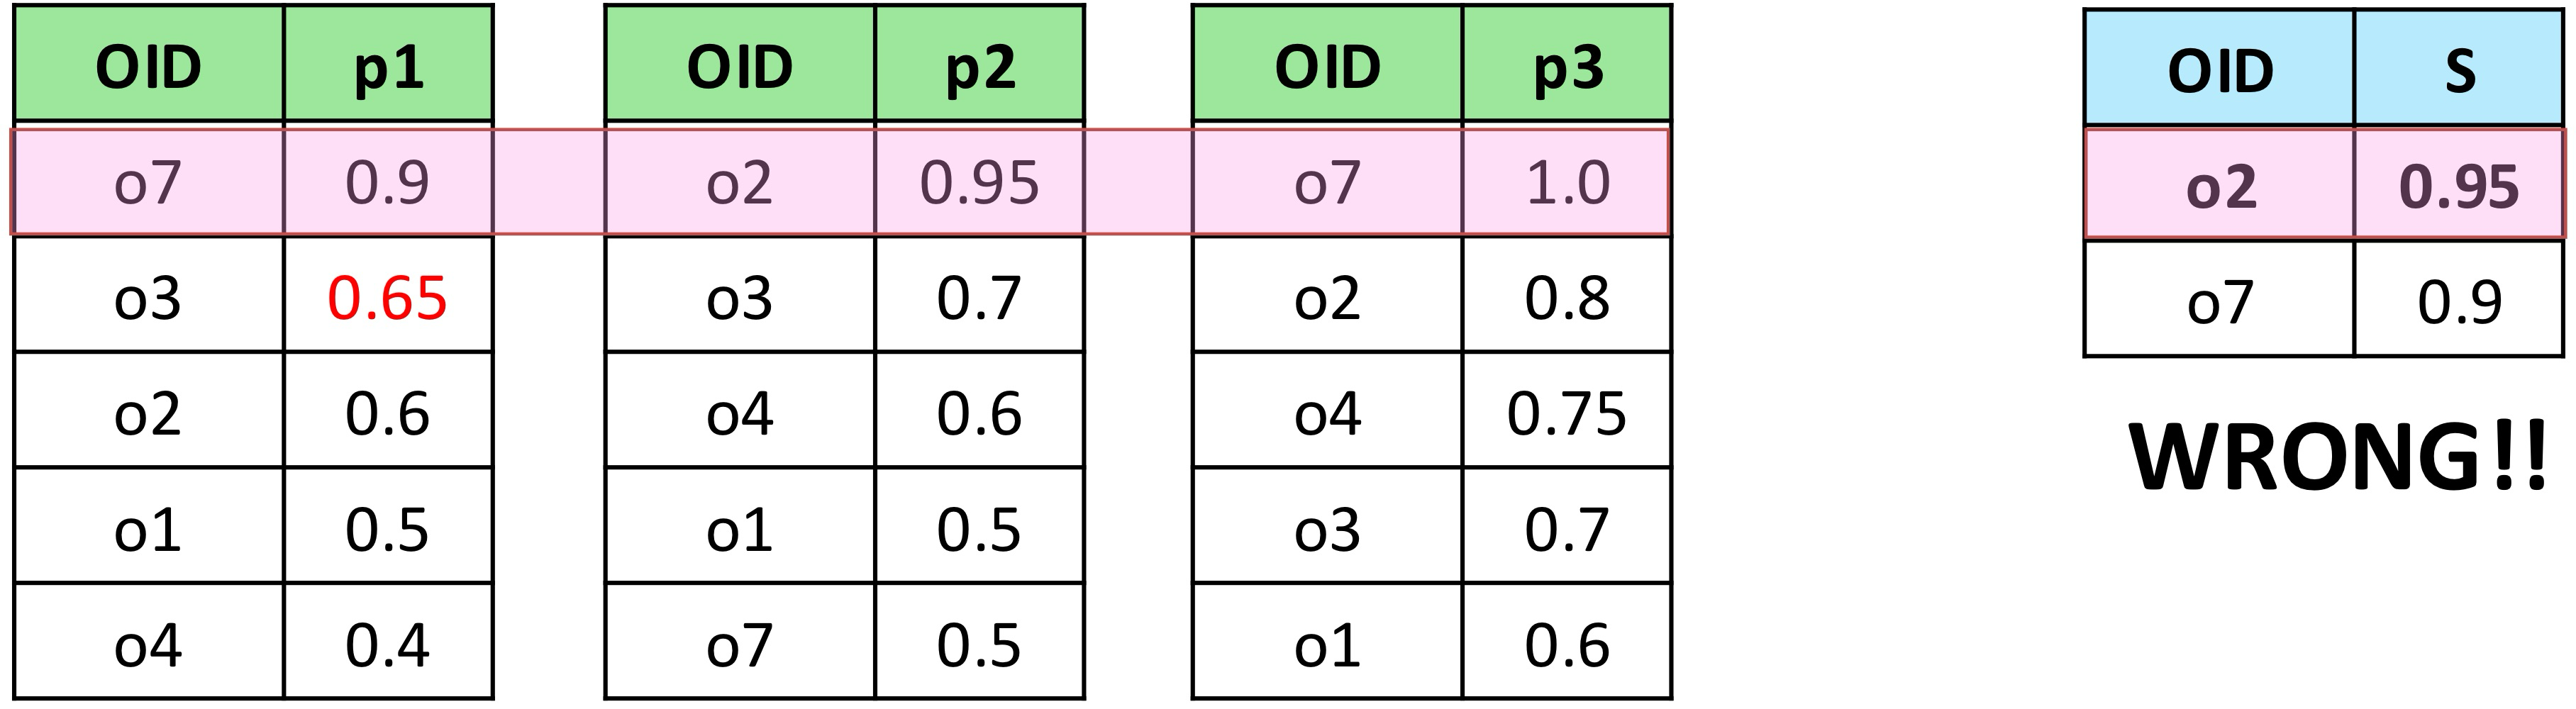 OID p1 OID p2 OID p3 OID S
o7 0.9 o2 0.95 o7 1.0 o2 0.95
o3 0.65 o3 0.7 o2 0.8 o7 0.9
o2 0.6 o4 0.6 o4 0.75 WRONG!!
o1 0.5 o1 0.5 o3 0.7
o4 0.4 o7 0.5 o1 0.6